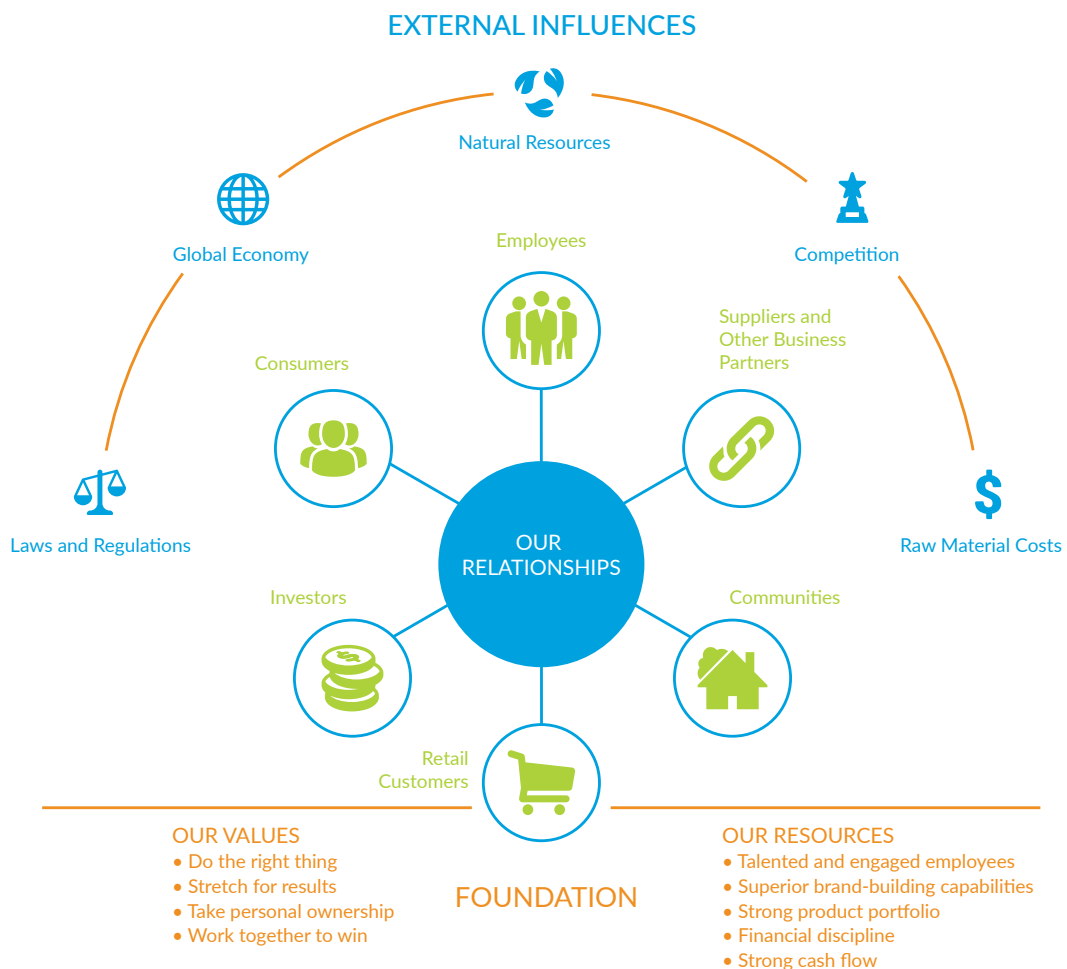 EXTERNAL INFLUENCES
Natural Resources
Global Economy
Competition
Employees
Suppliers and
Other Business
Partners
Consumers
Laws and Regulations
OUR
RELATIONSHIPS
Raw Material Costs
Investors
Communities
Retail
Customers
OUR VALUES
• Do the right thing
• Stretch for results
• Take personal ownership
• Work together to win
FOUNDATION
OUR RESOURCES
• Talented and engaged employees
• Superior brand-building capabilities
• Strong product portfolio
• Financial discipline
• Strong cash flow